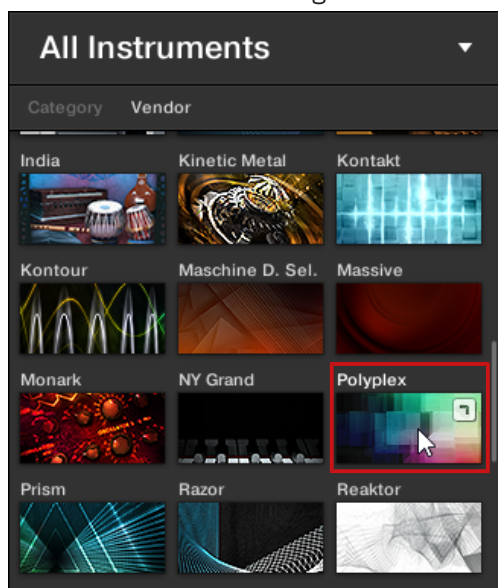 All Instruments
Category Vendor
India Kinetic Metal Kontakt
Kontour Maschine D. Sel. Massive
Monark NY Grand Polyplex
Prism Razor Reaktor